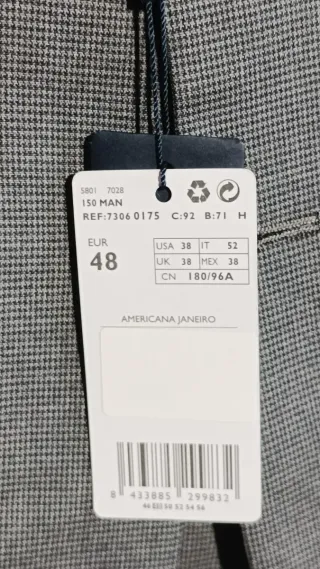 5801 7028
150 MAN
REF:7306 0175 C:92 B:71 H
EUR
48
USA 38 IT 52
UK 38 MEX 38
CN 180/96A
AMERICANA JANEIRO
8 433885 299832